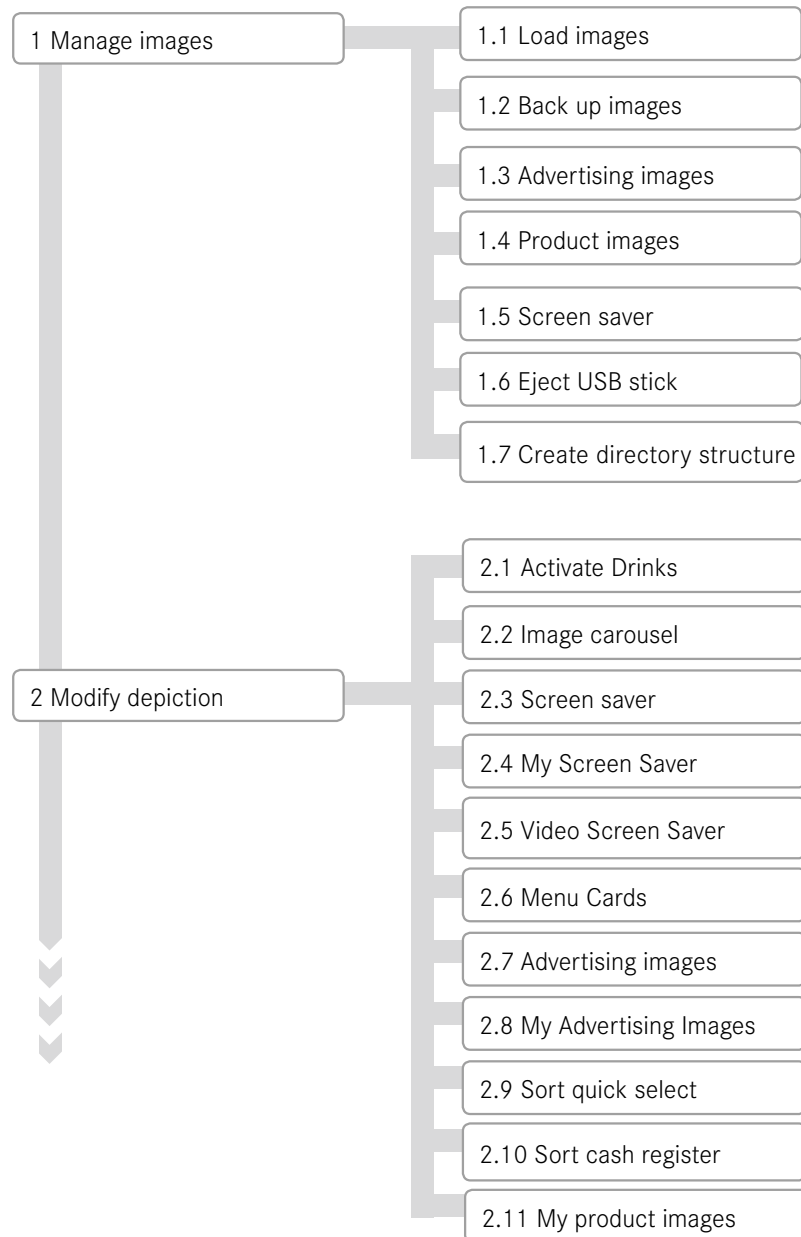 1 Manage images
1.1 Load images
1.2 Back up images
1.3 Advertising images
1.4 Product images
1.5 Screen saver
1.6 Eject USB stick
1.7 Create directory structure
2 Modify depiction
2.1 Activate Drinks
2.2 Image carousel
2.3 Screen saver
2.4 My Screen Saver
2.5 Video Screen Saver
2.6 Menu Cards
2.7 Advertising images
2.8 My Advertising Images
2.9 Sort quick select
2.10 Sort cash register
2.11 My product images